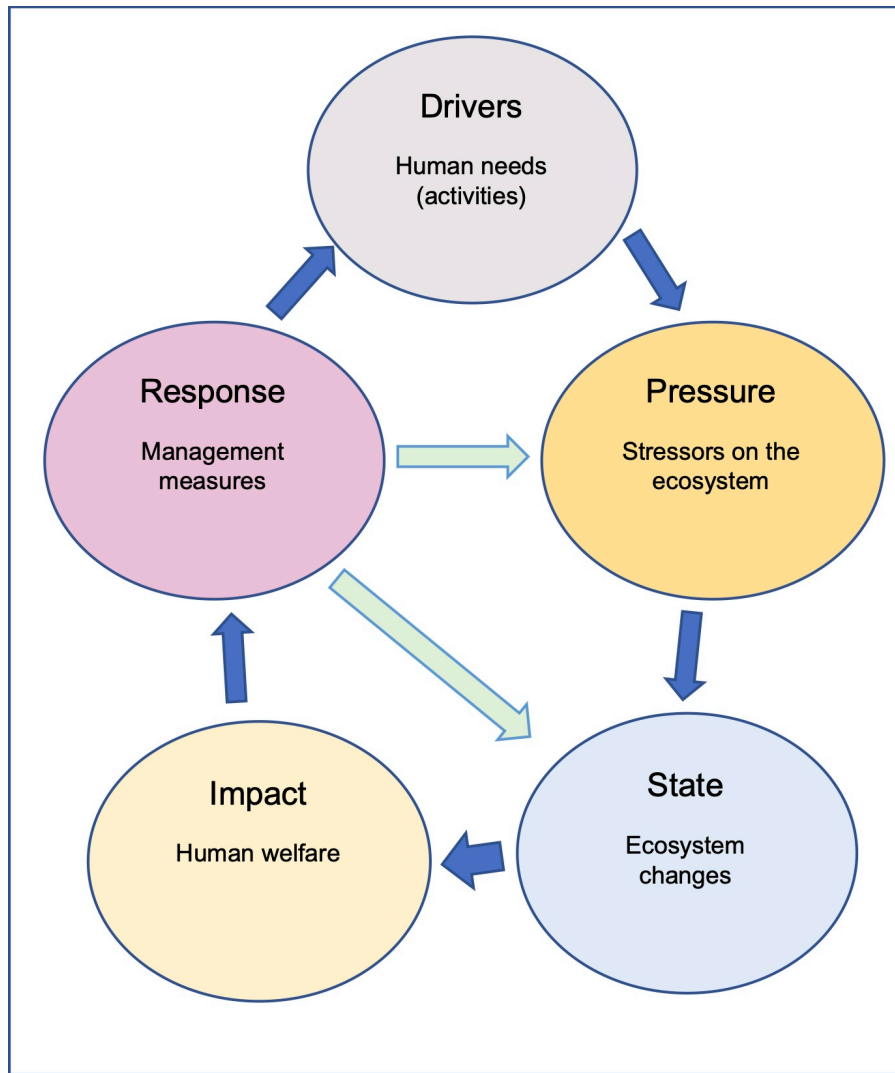 Drivers
Human needs
(activities)
Response
Management
measures
Pressure
Stressors on the
ecosystem
Impact
Human welfare
State
Ecosystem
changes